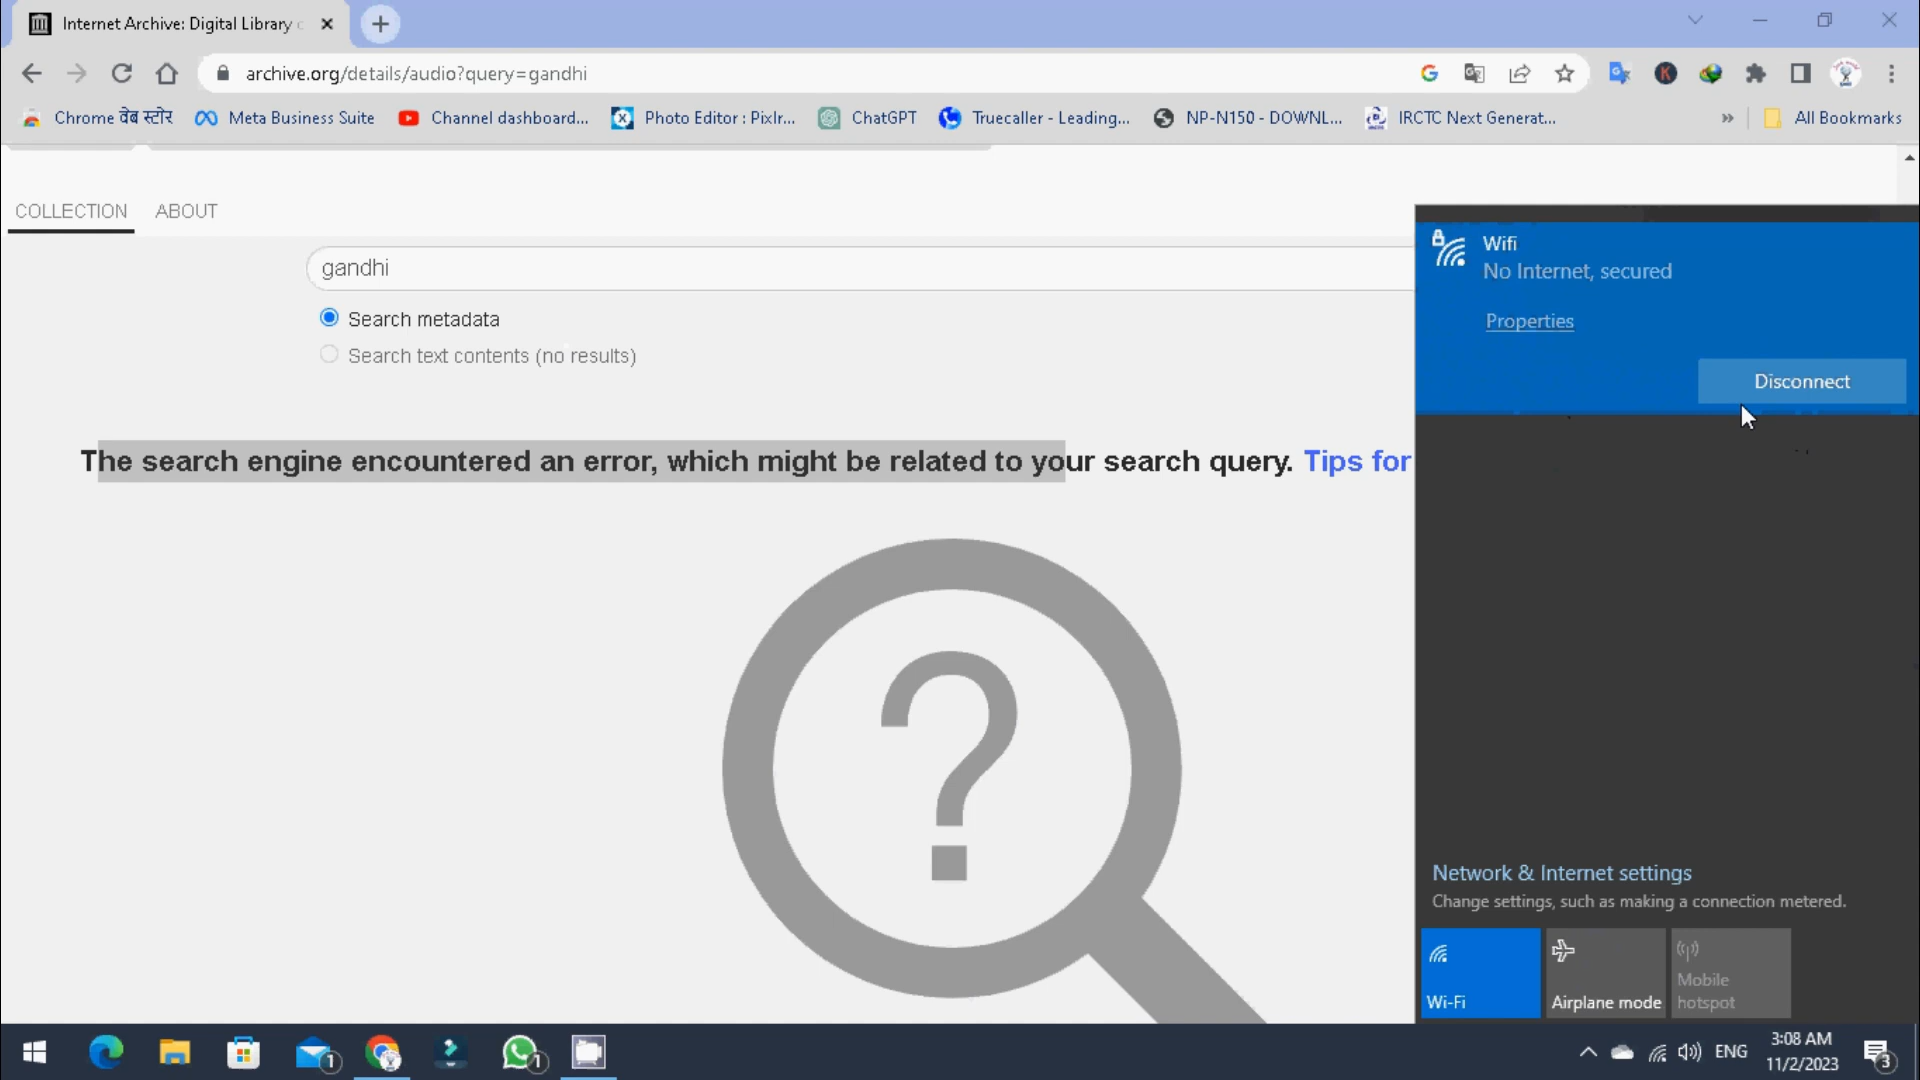 Internet Archive: Digital Library
archive.org/details/audio?query=gandhi
Chrome वेब स्टोर
Meta Business Suite
Channel dashboard...
Photo Editor : Pixlr...
ChatGPT
Truecaller - Leading...
NP-N150 - DOWNL...
IRCTC Next Generat...
»
All Bookmarks
COLLECTION ABOUT
gandhi
Search metadata
Search text contents (no results)
The search engine encountered an error, which might be related to your search query. Tips for
?
Wifi
No Internet, secured
Properties
Disconnect
Network & Internet settings
Change settings, such as making a connection metered.
Wi-Fi
Airplane mode
Mobile
hotspot
1
1
ENG
3:08 AM
11/2/2023
3